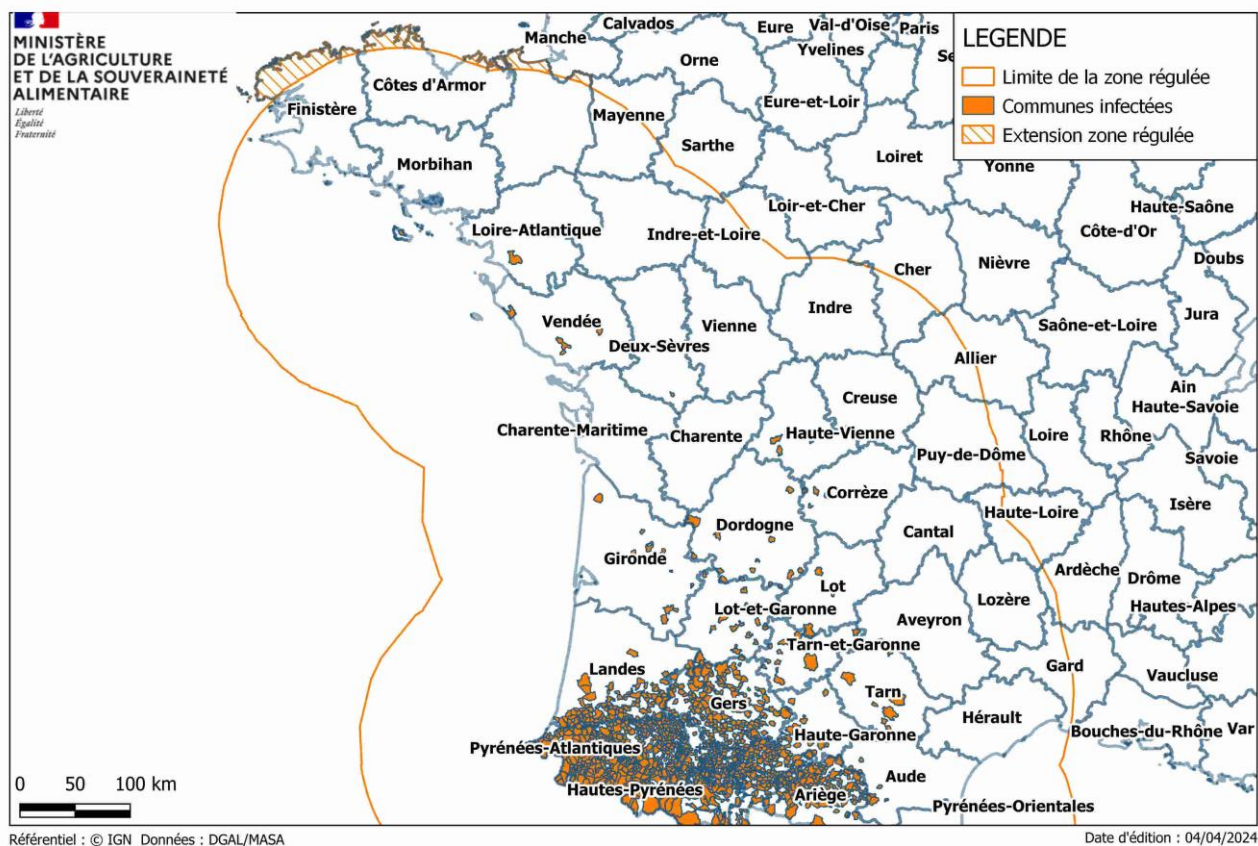 MINISTÈRE
DE L'AGRICULTURE
ET DE LA SOUVERAINETÉ
ALIMENTAIRE
Liberté
Égalité
Fraternité
LEGENDE
Limite de la zone régulée
Communes infectées
Extension zone régulée
Calvados
Eure
Val-d'Oise
Paris
Manche
Yvelines
Se
Orne
Côtes d'Armor
Finistère
Mayenne
Eure-et-Loir
Sarthe
Morbihan
Loiret
Yonne
Loir-et-Cher
Haute-Saône
Loire-Atlantique
Indre-et-Loire
Côte-d'Or
Cher
Nièvre
Doubs
Vendée
Vienne
Indre
Saône-et-Loire
Jura
Deux-Sèvres
Allier
Ain
Creuse
Haute-Savoie
Charente-Maritime
Charente
Haute-Vienne
Loire
Rhône
Puy-de-Dôme
Savoie
Corrèze
Isère
Haute-Loire
Dordogne
Cantal
Gironde
Ardèche
Drôme
Lot
Lozère
Hautes-Alpes
Lot-et-Garonne
Aveyron
Tarn-et-Garonne
Landes
Gard
Vaucluse
Tarn
Gers
Hérault
Bouches-du-Rhône
Var
Haute-Garonne
Pyrénées-Atlantiques
Aude
Hautes-Pyrénées
Ariège
Pyrénées-Orientales
0 50 100 km
Référentiel : © IGN Données : DGAL/MASA
Date d'édition : 04/04/2024